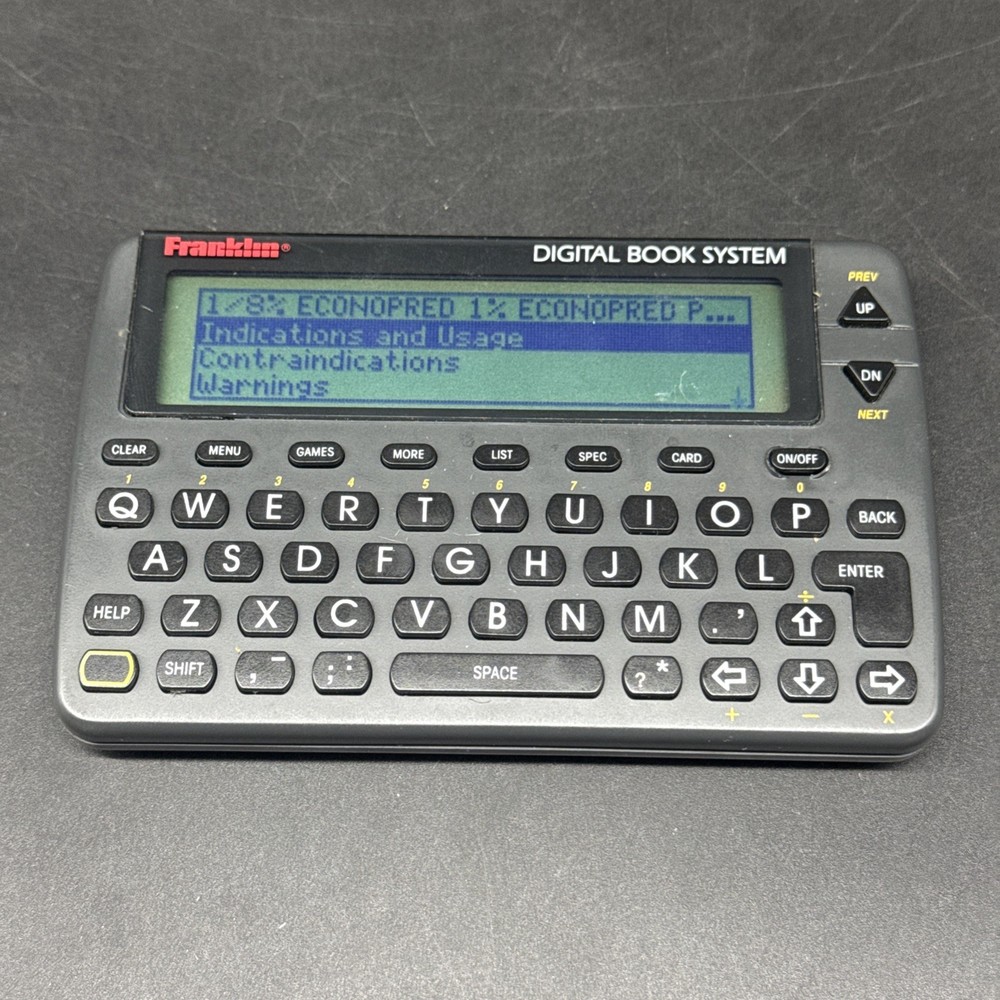 Franklin®
DIGITAL BOOK SYSTEM
1/8% ECONOPRED 1% ECONOPRED P...
Indications and Usage
Contraindications
Warnings
PREV
UP
DN
NEXT
CLEAR MENU GAMES MORE LIST SPEC CARD ON/OFF
1 2 3 4 5 6 7 8 9 0
Q W E R T Y U I O P BACK
A S D F G H J K L ENTER
÷
HELP Z X C V B N M . '
SHIFT , - ; : SPACE ? *
+ - X